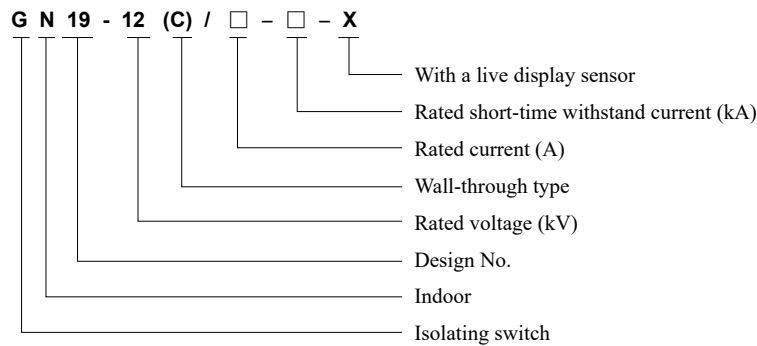 G N 19 - 12 (C) / □ – □ – X
With a live display sensor
Rated short-time withstand current (kA)
Rated current (A)
Wall-through type
Rated voltage (kV)
Design No.
Indoor
Isolating switch